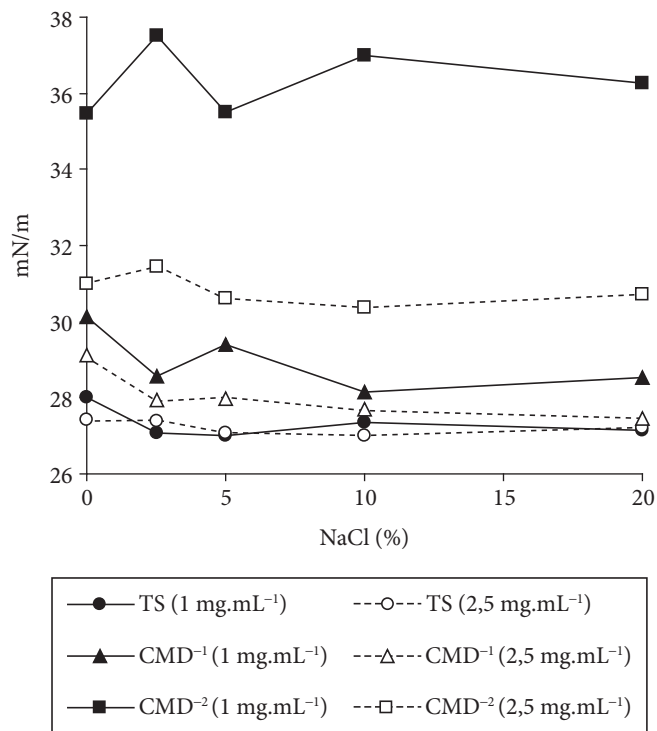 38
36
34
32
30
28
26
mN/m
0 5 10 15 20
NaCl (%)
TS (1 mg.mL⁻¹) TS (2,5 mg.mL⁻¹)
CMD⁻¹ (1 mg.mL⁻¹) CMD⁻¹ (2,5 mg.mL⁻¹)
CMD⁻² (1 mg.mL⁻¹) CMD⁻² (2,5 mg.mL⁻¹)